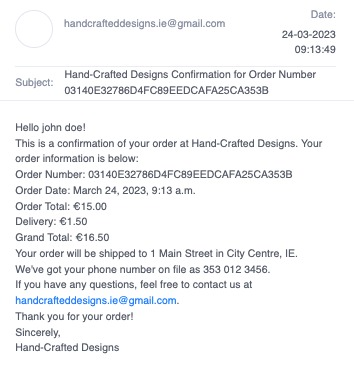 handcrafteddesigns.ie@gmail.com
Date:
24-03-2023
09:13:49
Subject:
Hand-Crafted Designs Confirmation for Order Number
03140E32786D4FC89EEDCAFA25CA353B
Hello john doe!
This is a confirmation of your order at Hand-Crafted Designs. Your
order information is below:
Order Number: 03140E32786D4FC89EEDCAFA25CA353B
Order Date: March 24, 2023, 9:13 a.m.
Order Total: €15.00
Delivery: €1.50
Grand Total: €16.50
Your order will be shipped to 1 Main Street in City Centre, IE.
We've got your phone number on file as 353 012 3456.
If you have any questions, feel free to contact us at
handcrafteddesigns.ie@gmail.com.
Thank you for your order!
Sincerely,
Hand-Crafted Designs